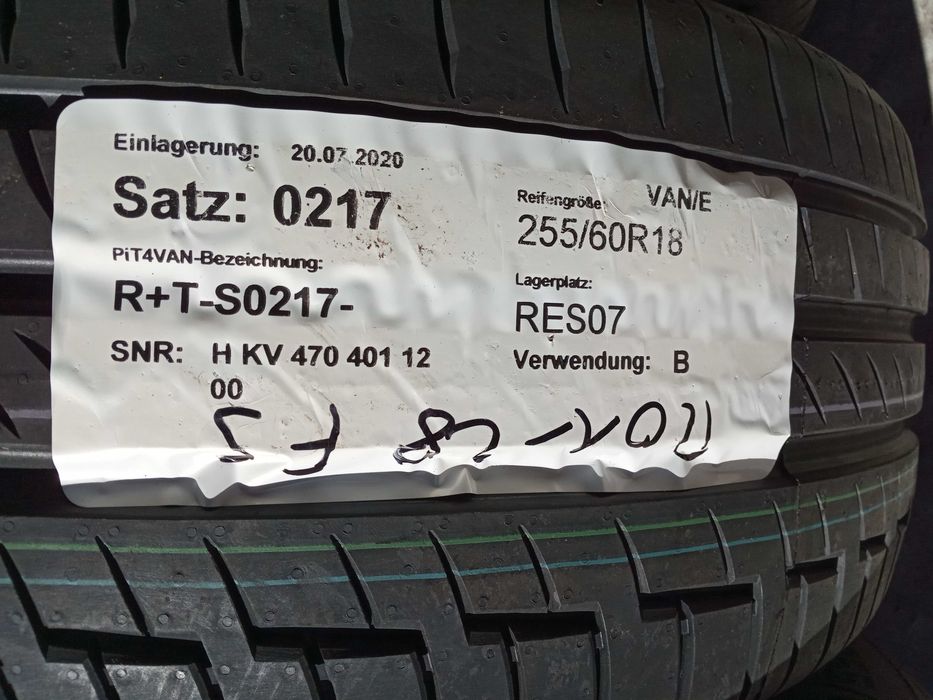 Einlagerung: 20.07.2020
Satz: 0217
PiT4VAN-Bezeichnung:
R+T-S0217-
SNR: H KV 470 401 12
00
Reifengröße: VAN/E
255/60R18
Lagerplatz:
RES07
Verwendung: B